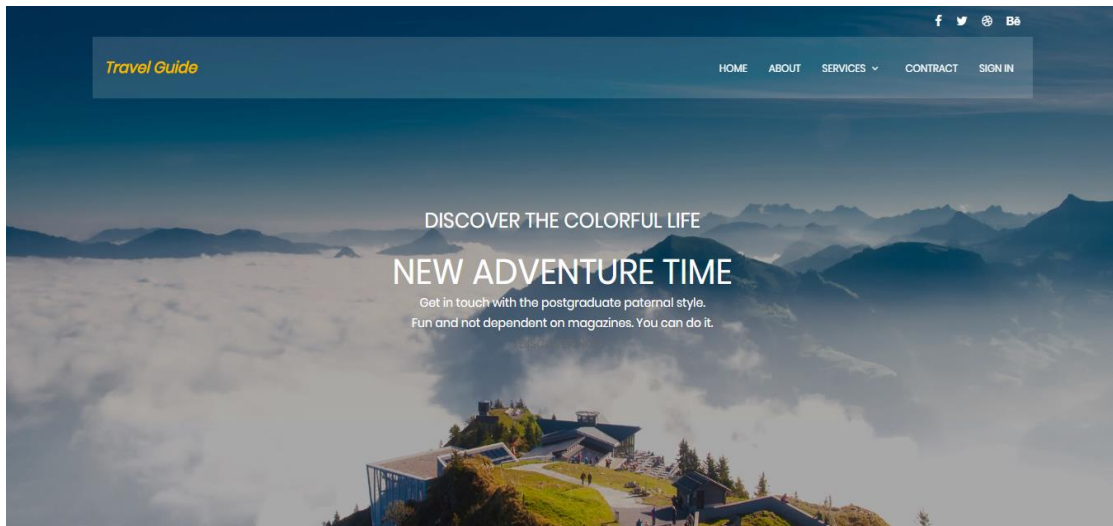 Bē
Travel Guide
HOME ABOUT SERVICES CONTRACT SIGN IN
DISCOVER THE COLORFUL LIFE
NEW ADVENTURE TIME
Get in touch with the postgraduate paternal style.
Fun and not dependent on magazines. You can do it.